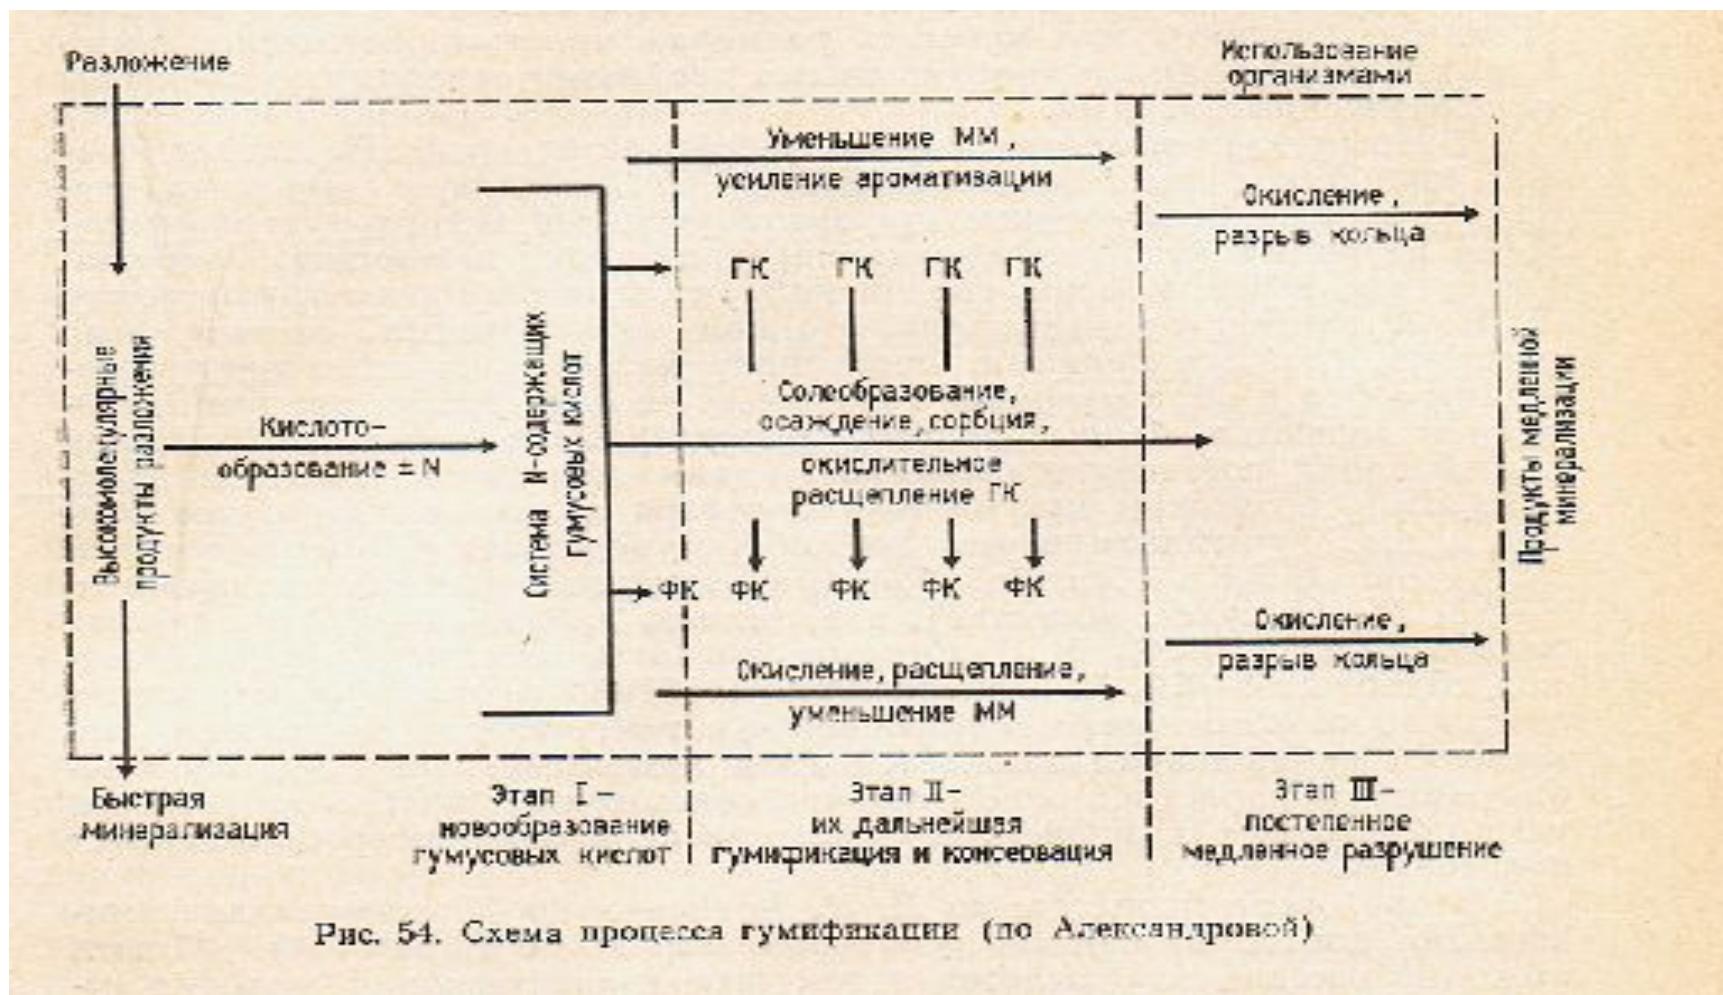 Разложение
Использование
организмами
Уменьшение ММ,
усиление ароматизации
Окисление,
разрыв кольца
ГК ГК ГК ГК
Высокомолегулярные
продукты разложения
Кислото-
образование ± N
Система N-содержащих
гумусовых кислот
Солеобразование,
осаждение, сорбция,
окислительное
расщепление ГК
Продукты медленной
минерализации
ФК ФК ФК ФК ФК
Окисление,
разрыв кольца
Окисление, расщепление,
уменьшение ММ
Быстрая
минерализация
Этап I –
новообразование
гумусовых кислот
Этап II –
их дальнейшая
гумификация и консервация
Этап III –
постепенное
медленное разрушение
Рис. 54. Схема процесса гумификации (по Александровой)